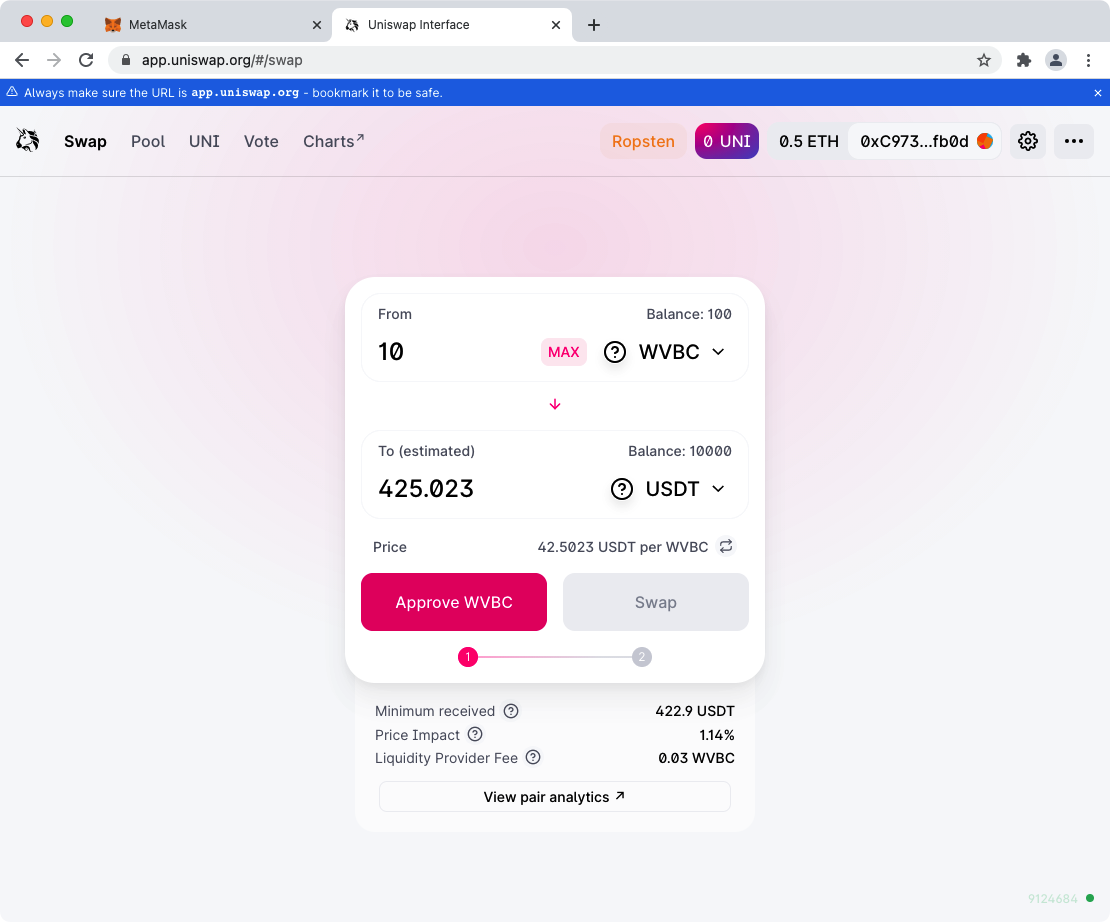 MetaMask
Uniswap Interface
app.uniswap.org/#/swap
Always make sure the URL is app.uniswap.org - bookmark it to be safe.
Swap Pool UNI Vote Charts↗ Ropsten 0 UNI 0.5 ETH 0xC973...fb0d
From Balance: 100
10 MAX WVBC
To (estimated) Balance: 10000
425.023 USDT
Price 42.5023 USDT per WVBC
Approve WVBC Swap
1 2
Minimum received 422.9 USDT
Price Impact 1.14%
Liquidity Provider Fee 0.03 WVBC
View pair analytics ↗
9124684